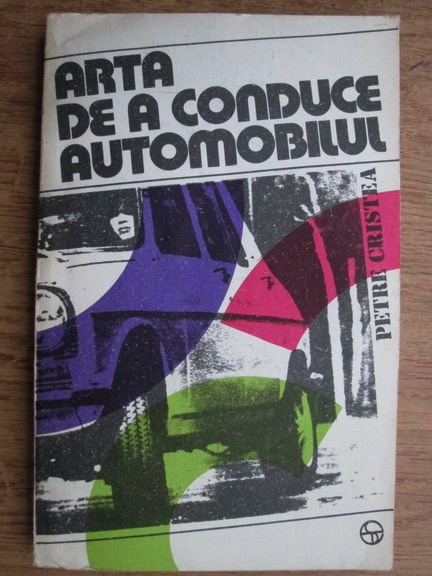 ARTA
DE A CONDUCE
AUTOMOBILUL
PETRE CRISTEA